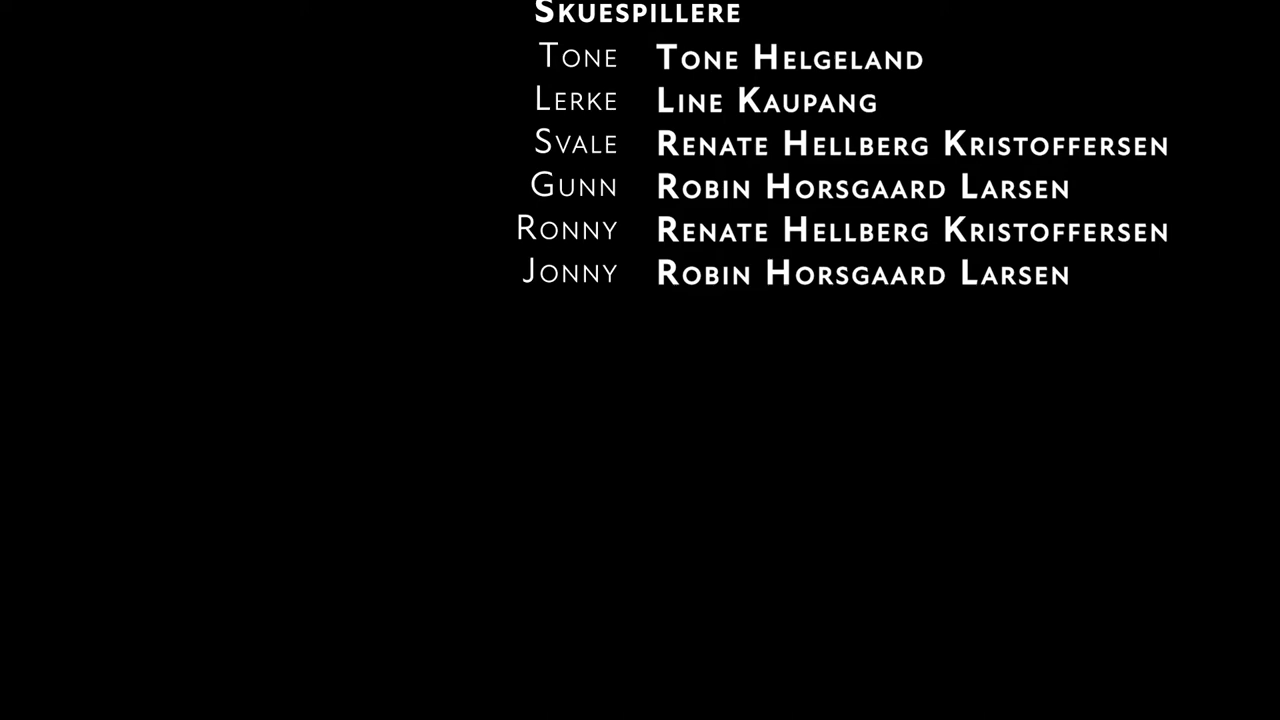 Skuespillere
Tone Tone Helgeland
Lerke Line Kaupang
Svale Renate Hellberg Kristoffersen
Gunn Robin Horsgaard Larsen
Ronny Renate Hellberg Kristoffersen
Jonny Robin Horsgaard Larsen